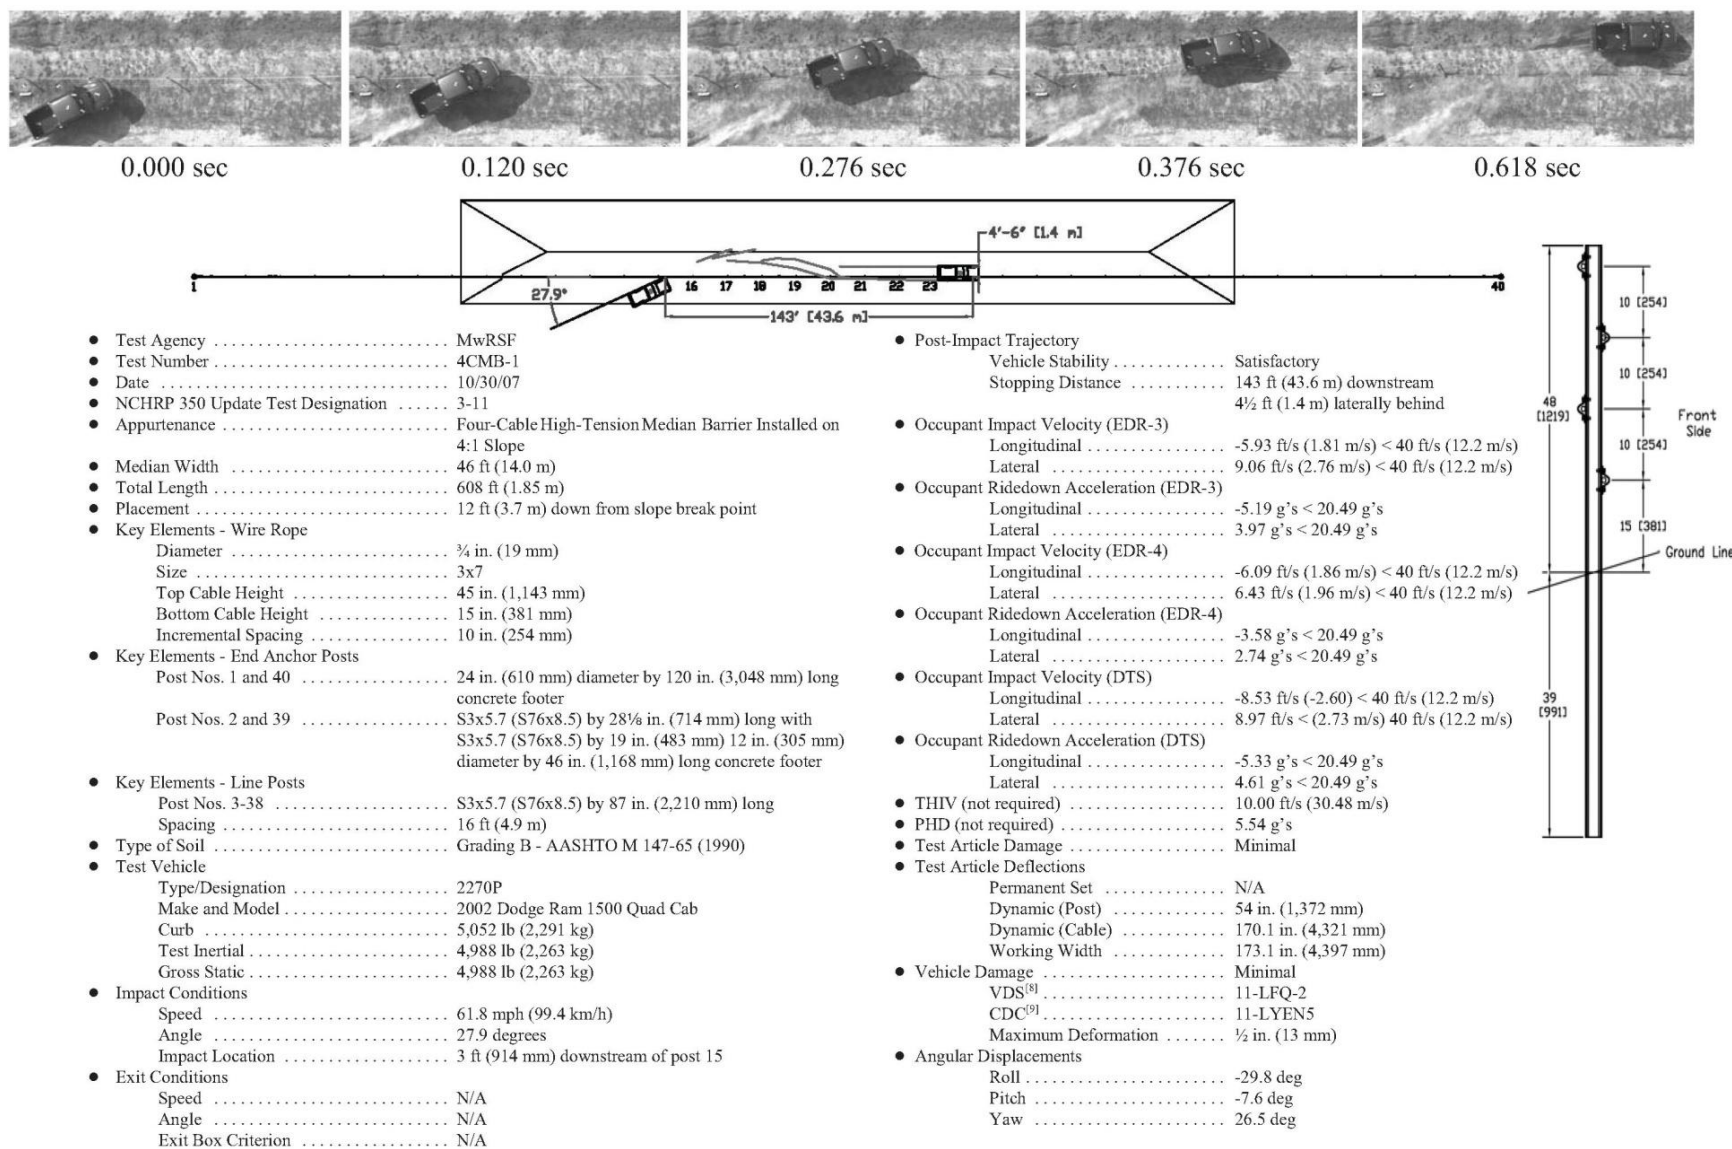 0.000 sec 0.120 sec 0.276 sec 0.376 sec 0.618 sec
4'-6" [1.4 m]
1 16 17 18 19 20 21 22 23 40
27.9°
143' [43.6 m]
● Test Agency . . . . . . . . . . MwRSF
● Test Number . . . . . . . . . . 4CMB-1
● Date . . . . . . . . . . 10/30/07
● NCHRP 350 Update Test Designation . . . . . . 3-11
● Appurtenance . . . . . . . . . . Four-Cable High-Tension Median Barrier Installed on
4:1 Slope
● Median Width . . . . . . . . . . 46 ft (14.0 m)
● Total Length . . . . . . . . . . 608 ft (1.85 m)
● Placement . . . . . . . . . . 12 ft (3.7 m) down from slope break point
● Key Elements - Wire Rope
Diameter . . . . . . . . . . ¾ in. (19 mm)
Size . . . . . . . . . . 3x7
Top Cable Height . . . . . . . . . . 45 in. (1,143 mm)
Bottom Cable Height . . . . . . . . . . 15 in. (381 mm)
Incremental Spacing . . . . . . . . . . 10 in. (254 mm)
● Key Elements - End Anchor Posts
Post Nos. 1 and 40 . . . . . . . . . . 24 in. (610 mm) diameter by 120 in. (3,048 mm) long
concrete footer
Post Nos. 2 and 39 . . . . . . . . . . S3x5.7 (S76x8.5) by 28⅛ in. (714 mm) long with
S3x5.7 (S76x8.5) by 19 in. (483 mm) 12 in. (305 mm)
diameter by 46 in. (1,168 mm) long concrete footer
● Key Elements - Line Posts
Post Nos. 3-38 . . . . . . . . . . S3x5.7 (S76x8.5) by 87 in. (2,210 mm) long
Spacing . . . . . . . . . . 16 ft (4.9 m)
● Type of Soil . . . . . . . . . . Grading B - AASHTO M 147-65 (1990)
● Test Vehicle
Type/Designation . . . . . . . . . . 2270P
Make and Model . . . . . . . . . . 2002 Dodge Ram 1500 Quad Cab
Curb . . . . . . . . . . 5,052 lb (2,291 kg)
Test Inertial . . . . . . . . . . 4,988 lb (2,263 kg)
Gross Static . . . . . . . . . . 4,988 lb (2,263 kg)
● Impact Conditions
Speed . . . . . . . . . . 61.8 mph (99.4 km/h)
Angle . . . . . . . . . . 27.9 degrees
Impact Location . . . . . . . . . . 3 ft (914 mm) downstream of post 15
● Exit Conditions
Speed . . . . . . . . . . N/A
Angle . . . . . . . . . . N/A
Exit Box Criterion . . . . . . . . . . N/A
● Post-Impact Trajectory
Vehicle Stability . . . . . . . . . . Satisfactory
Stopping Distance . . . . . . . . . . 143 ft (43.6 m) downstream
4½ ft (1.4 m) laterally behind
● Occupant Impact Velocity (EDR-3)
Longitudinal . . . . . . . . . . -5.93 ft/s (1.81 m/s) < 40 ft/s (12.2 m/s)
Lateral . . . . . . . . . . 9.06 ft/s (2.76 m/s) < 40 ft/s (12.2 m/s)
● Occupant Ridedown Acceleration (EDR-3)
Longitudinal . . . . . . . . . . -5.19 g's < 20.49 g's
Lateral . . . . . . . . . . 3.97 g's < 20.49 g's
● Occupant Impact Velocity (EDR-4)
Longitudinal . . . . . . . . . . -6.09 ft/s (1.86 m/s) < 40 ft/s (12.2 m/s)
Lateral . . . . . . . . . . 6.43 ft/s (1.96 m/s) < 40 ft/s (12.2 m/s)
● Occupant Ridedown Acceleration (EDR-4)
Longitudinal . . . . . . . . . . -3.58 g's < 20.49 g's
Lateral . . . . . . . . . . 2.74 g's < 20.49 g's
● Occupant Impact Velocity (DTS)
Longitudinal . . . . . . . . . . -8.53 ft/s (-2.60) < 40 ft/s (12.2 m/s)
Lateral . . . . . . . . . . 8.97 ft/s < (2.73 m/s) 40 ft/s (12.2 m/s)
● Occupant Ridedown Acceleration (DTS)
Longitudinal . . . . . . . . . . -5.33 g's < 20.49 g's
Lateral . . . . . . . . . . 4.61 g's < 20.49 g's
● THIV (not required) . . . . . . . . . . 10.00 ft/s (30.48 m/s)
● PHD (not required) . . . . . . . . . . 5.54 g's
● Test Article Damage . . . . . . . . . . Minimal
● Test Article Deflections
Permanent Set . . . . . . . . . . N/A
Dynamic (Post) . . . . . . . . . . 54 in. (1,372 mm)
Dynamic (Cable) . . . . . . . . . . 170.1 in. (4,321 mm)
Working Width . . . . . . . . . . 173.1 in. (4,397 mm)
● Vehicle Damage . . . . . . . . . . Minimal
VDS[8] . . . . . . . . . . 11-LFQ-2
CDC[9] . . . . . . . . . . 11-LYEN5
Maximum Deformation . . . . . . . ½ in. (13 mm)
● Angular Displacements
Roll . . . . . . . . . . -29.8 deg
Pitch . . . . . . . . . . -7.6 deg
Yaw . . . . . . . . . . 26.5 deg
10 [254]
10 [254]
48
[1219]
Front
Side
10 [254]
15 [381]
Ground Line
39
[991]